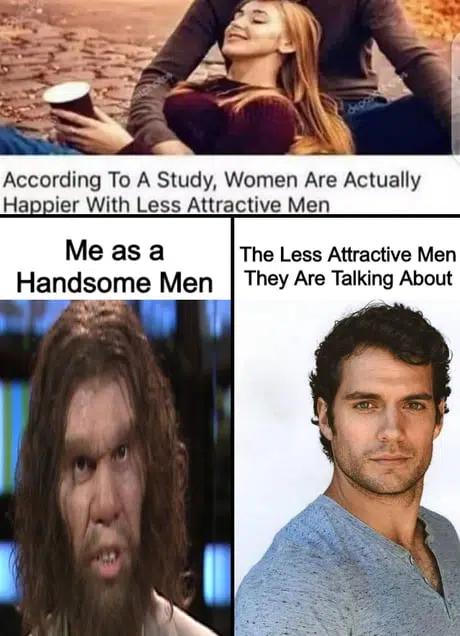 According To A Study, Women Are Actually
Happier With Less Attractive Men
Me as a
Handsome Men
The Less Attractive Men
They Are Talking About